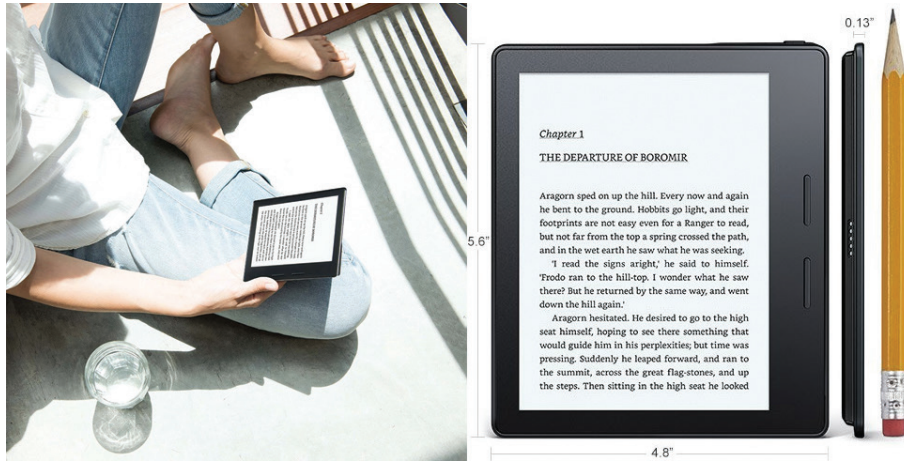 0.13"
Chapter 1
THE DEPARTURE OF BOROMIR
Aragorn sped on up the hill. Every now and again
he bent to the ground. Hobbits go light, and their
footprints are not easy even for a Ranger to read,
but not far from the top a spring crossed the path,
and in the wet earth he saw what he was seeking.
'I read the signs aright,' he said to himself.
'Frodo ran to the hill-top. I wonder what he saw
there? But he returned by the same way, and went
down the hill again.'
Aragorn hesitated. He desired to go to the high
seat himself, hoping to see there something that
would guide him in his perplexities; but time was
pressing. Suddenly he leaped forward, and ran to
the summit, across the great flag-stones, and up
the steps. Then sitting in the high seat he looked
5.6"
4.8"